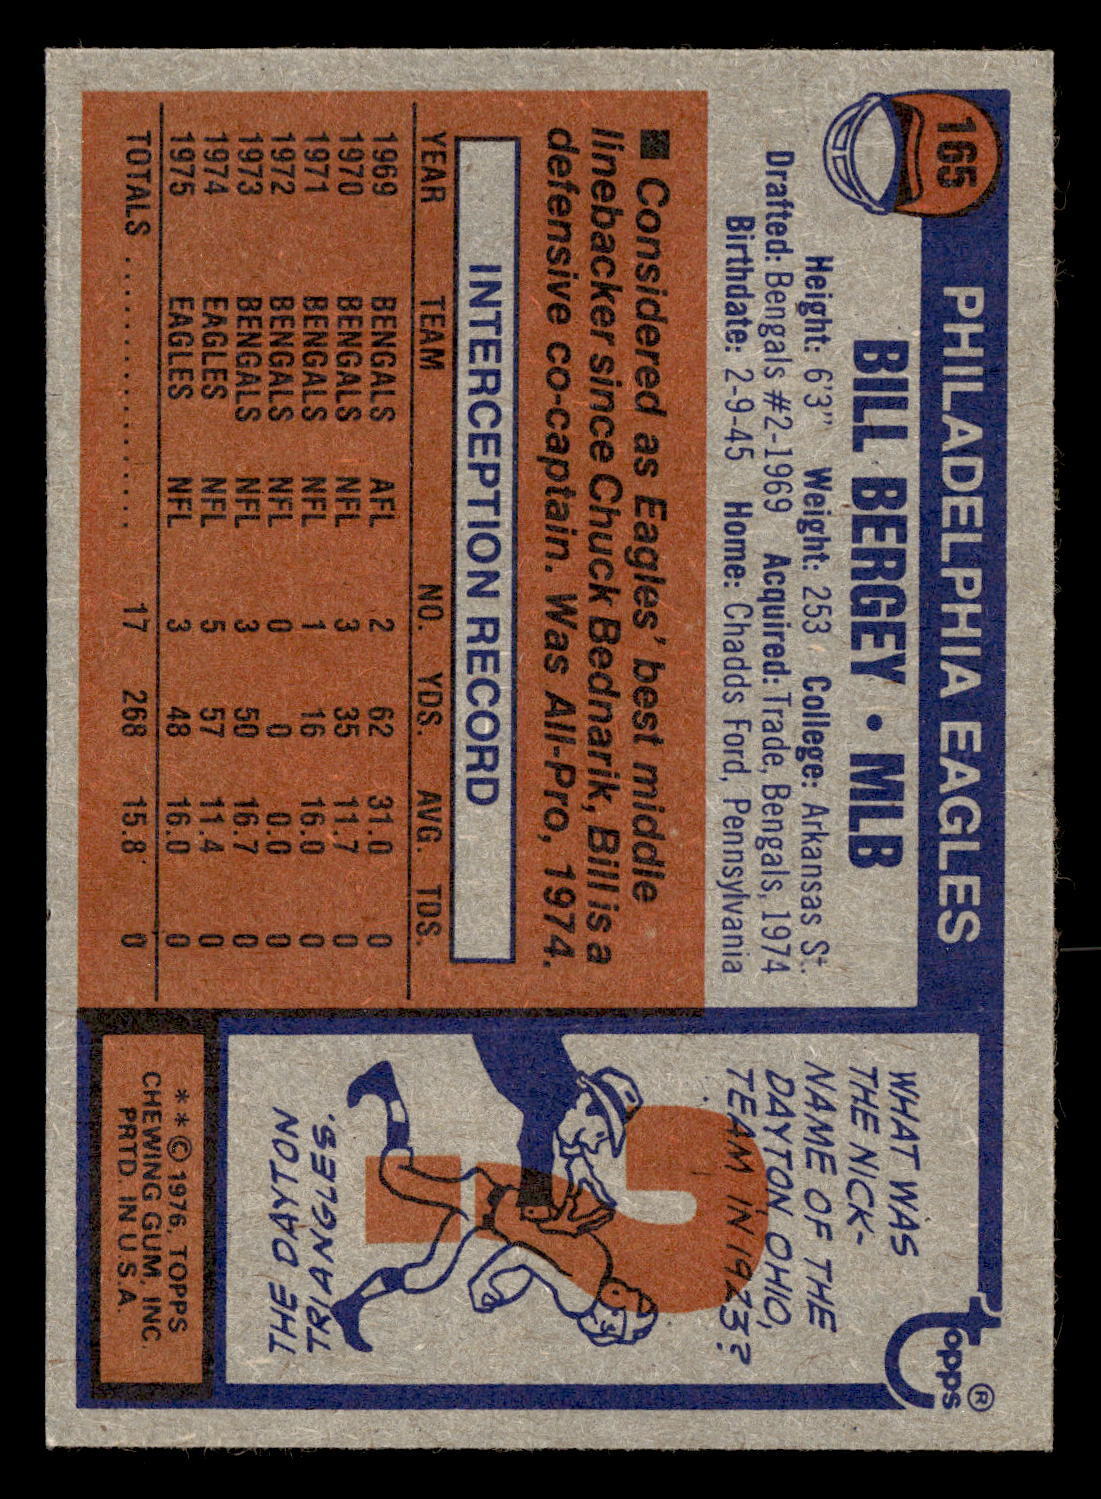 165
PHILADELPHIA EAGLES
BILL BERGEY • MLB
Height: 6'3" Weight: 253 College: Arkansas St.
Drafted: Bengals #2-1969 Acquired: Trade, Bengals, 1974
Birthdate: 2-9-45 Home: Chadds Ford, Pennsylvania
■ Considered as Eagles' best middle
linebacker since Chuck Bednarik, Bill is a
defensive co-captain. Was All-Pro, 1974.
INTERCEPTION RECORD
YEAR TEAM NO. YDS. AVG. TDS.
1969 BENGALS AFL 2 62 31.0 0
1970 BENGALS NFL 3 35 11.7 0
1971 BENGALS NFL 1 16 16.0 0
1972 BENGALS NFL 0 0 0.0 0
1973 BENGALS NFL 3 50 16.7 0
1974 EAGLES NFL 5 57 11.4 0
1975 EAGLES NFL 3 48 16.0 0
TOTALS 17 268 15.8 0
topps®
WHAT WAS
THE NICK-
NAME OF THE
DAYTON, OHIO,
TEAM IN 1923?
?
THE DAYTON
TRIANGLES.
**© 1976, TOPPS
CHEWING GUM, INC.
PRTD. IN U.S.A.